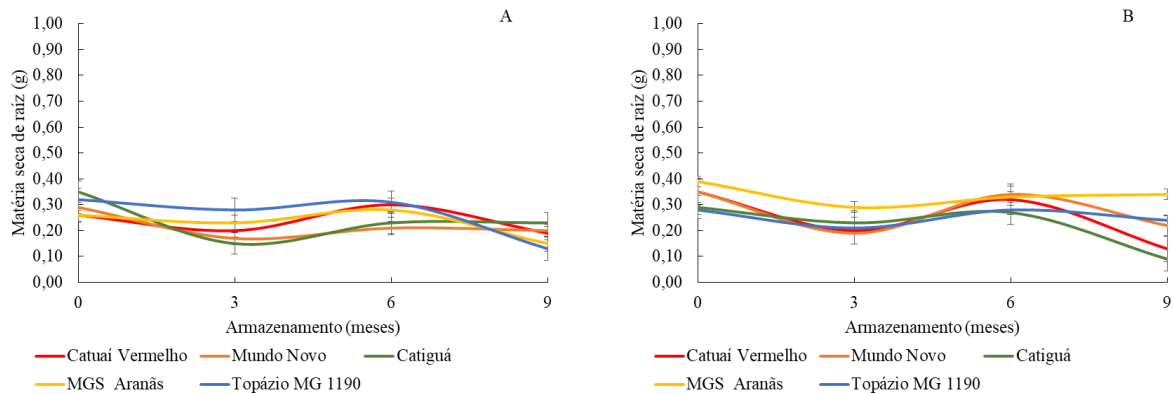 A
1,00
0,90
0,80
0,70
0,60
0,50
0,40
0,30
0,20
0,10
0,00
Matéria seca de raíz (g)
0 3 6 9
Armazenamento (meses)
Catuaí Vermelho Mundo Novo Catiguá
MGS Aranãs Topázio MG 1190
B
1,00
0,90
0,80
0,70
0,60
0,50
0,40
0,30
0,20
0,10
0,00
Matéria seca de raíz (g)
0 3 6 9
Armazenamento (meses)
Catuaí Vermelho Mundo Novo Catiguá
MGS Aranãs Topázio MG 1190